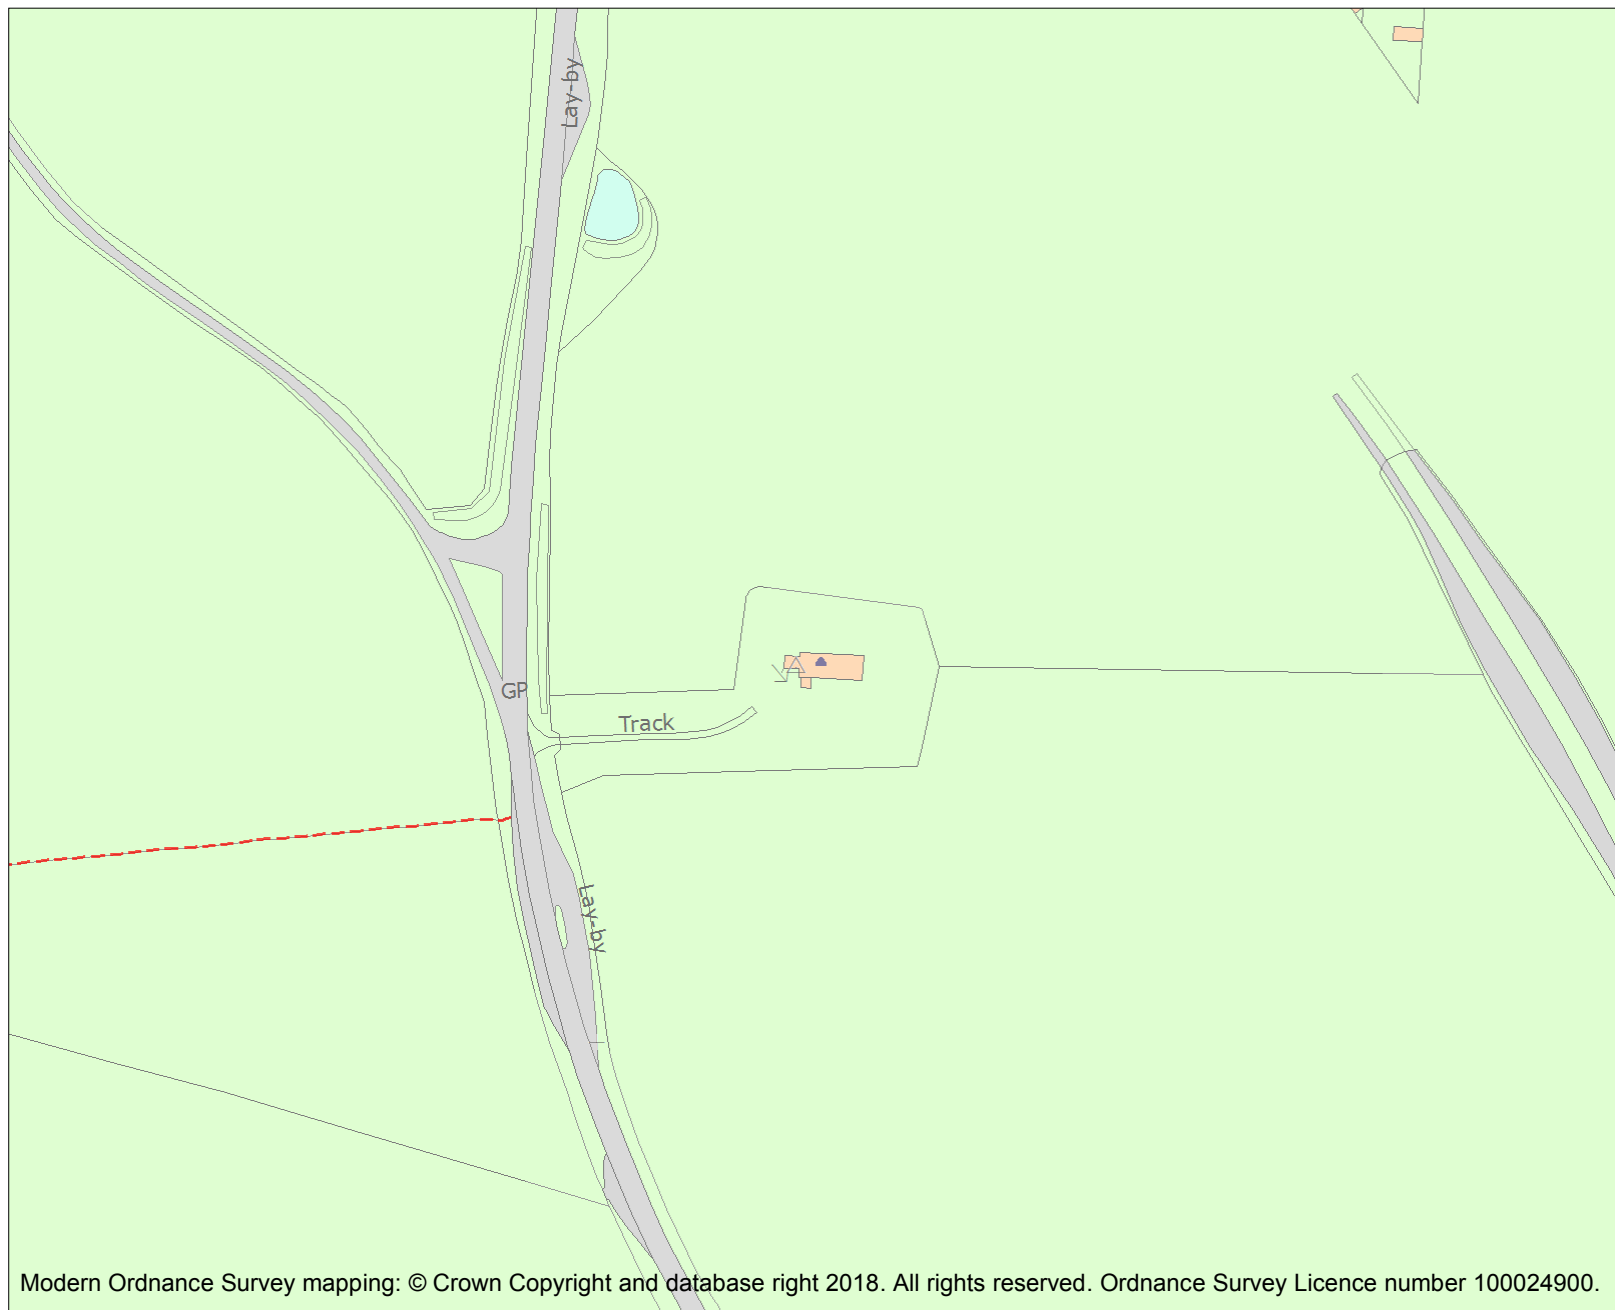 Lay-by
GP
Track
Lay-by
Modern Ordnance Survey mapping: © Crown Copyright and database right 2018. All rights reserved. Ordnance Survey Licence number 100024900.